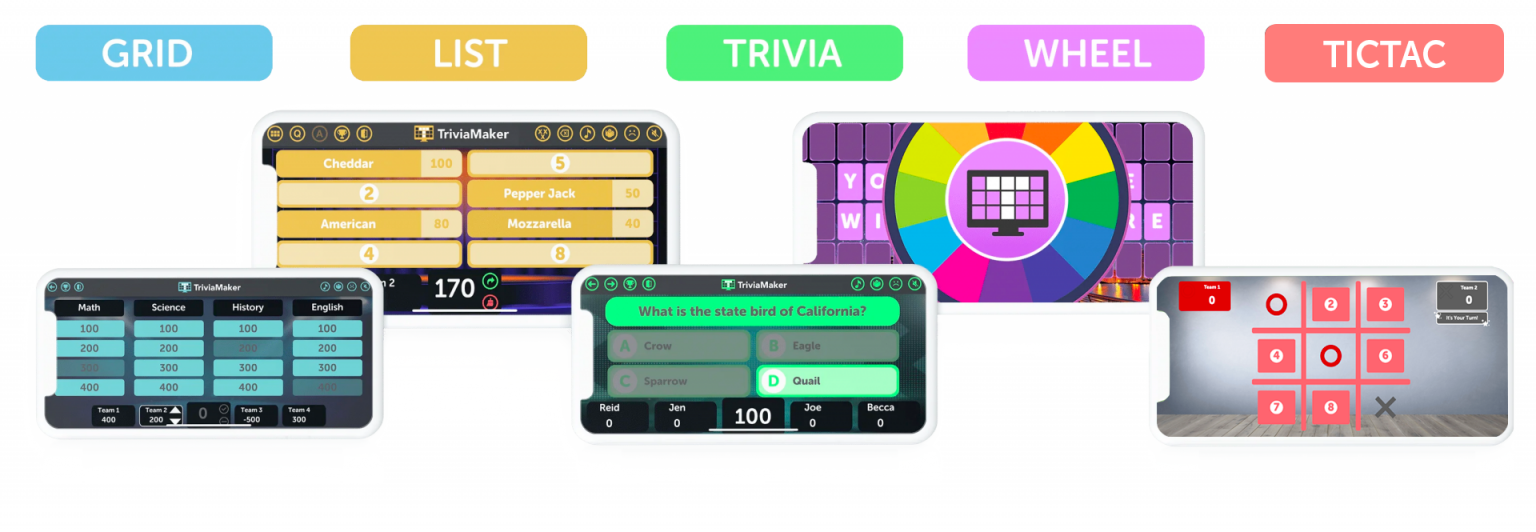 GRID
LIST
TRIVIA
WHEEL
TICTAC
TriviaMaker
Cheddar 100
5
2
Pepper Jack 50
American 80
Mozzarella 40
4
8
170
YO
WI
E
RE
TriviaMaker
Math Science History English
100 100 100 100
200 200 200 200
300 300 300 300
400 400 400 400
Team 1 Team 2 0 Team 3 Team 4
400 200 -500 300
TriviaMaker
What is the state bird of California?
A Crow B Eagle
C Sparrow D Quail
Reid Jen 100 Joe Becca
0 0 0 0
Team 1
0
Team 2
0
It's Your Turn!
2 3
4 6
7 8